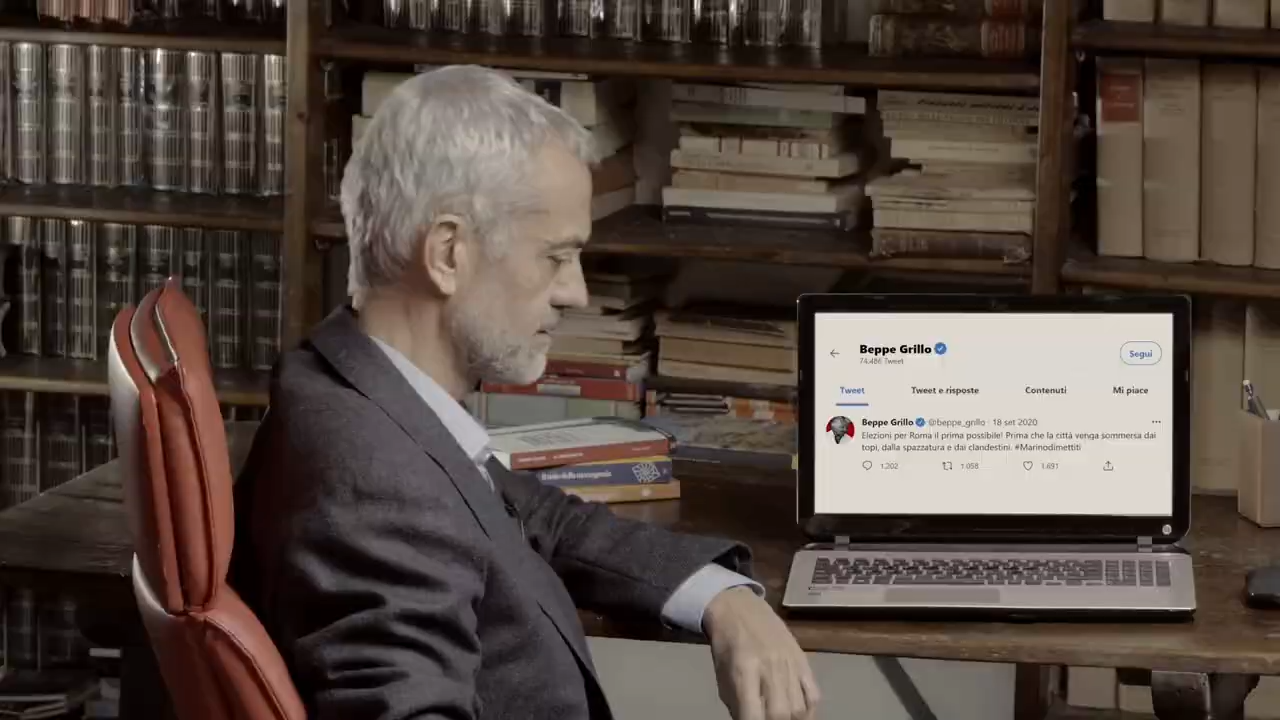 Beppe Grillo
74.486 Tweet
Segui
Tweet Tweet e risposte Contenuti Mi piace
Beppe Grillo @beppe_grillo · 18 set 2020 ...
Elezioni per Roma il prima possibile! Prima che la città venga sommersa dai
topi, dalla spazzatura e dai clandestini. #Marinodimettiti
1.202 1.058 1.691